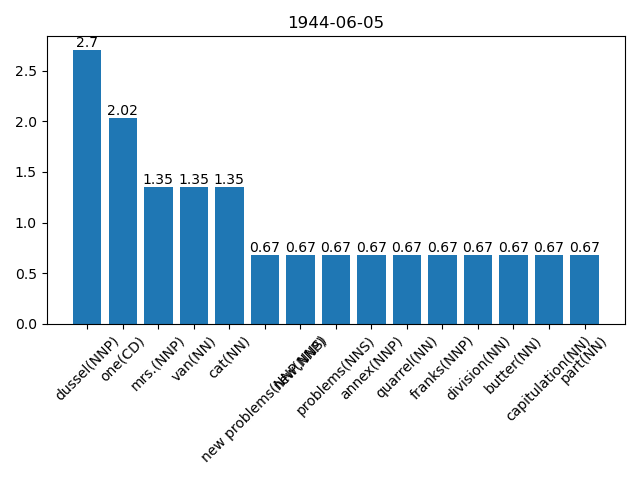 1944-06-05
2.7
2.02
1.35
1.35
1.35
0.67
0.67
0.67
0.67
0.67
0.67
0.67
0.67
0.67
0.67
2.5
2.0
1.5
1.0
0.5
0.0
dussel(NNP)
one(CD)
mrs.(NNP)
van(NN)
cat(NN)
new problems(NNP
problems(NNS)
annex(NNP)
quarrel(NN)
franks(NNP)
division(NN)
butter(NN)
capitulation(NN)
part(NN)